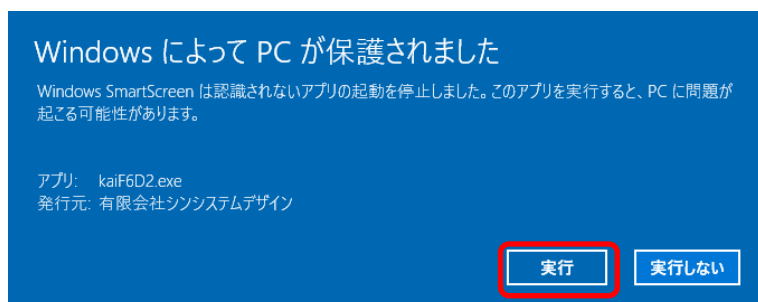 Windows によって PC が保護されました
Windows SmartScreen は認識されないアプリの起動を停止しました。このアプリを実行すると、PC に問題が
起こる可能性があります。
アプリ: kaiF6D2.exe
発行元: 有限会社シンシステムデザイン
実行 実行しない